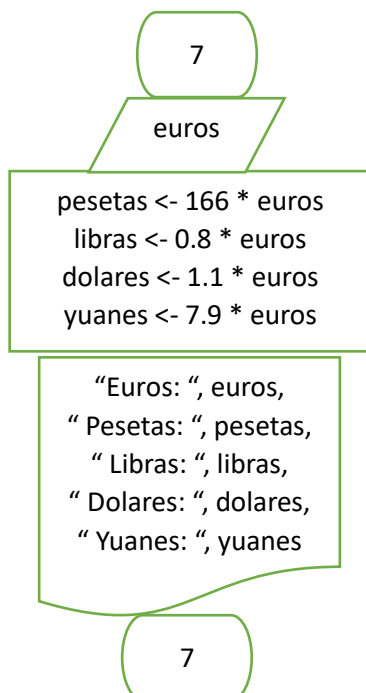 7
euros
pesetas <- 166 * euros
libras <- 0.8 * euros
dolares <- 1.1 * euros
yuanes <- 7.9 * euros
“Euros: “, euros,
“ Pesetas: “, pesetas,
“ Libras: “, libras,
“ Dolares: “, dolares,
“ Yuanes: “, yuanes
7